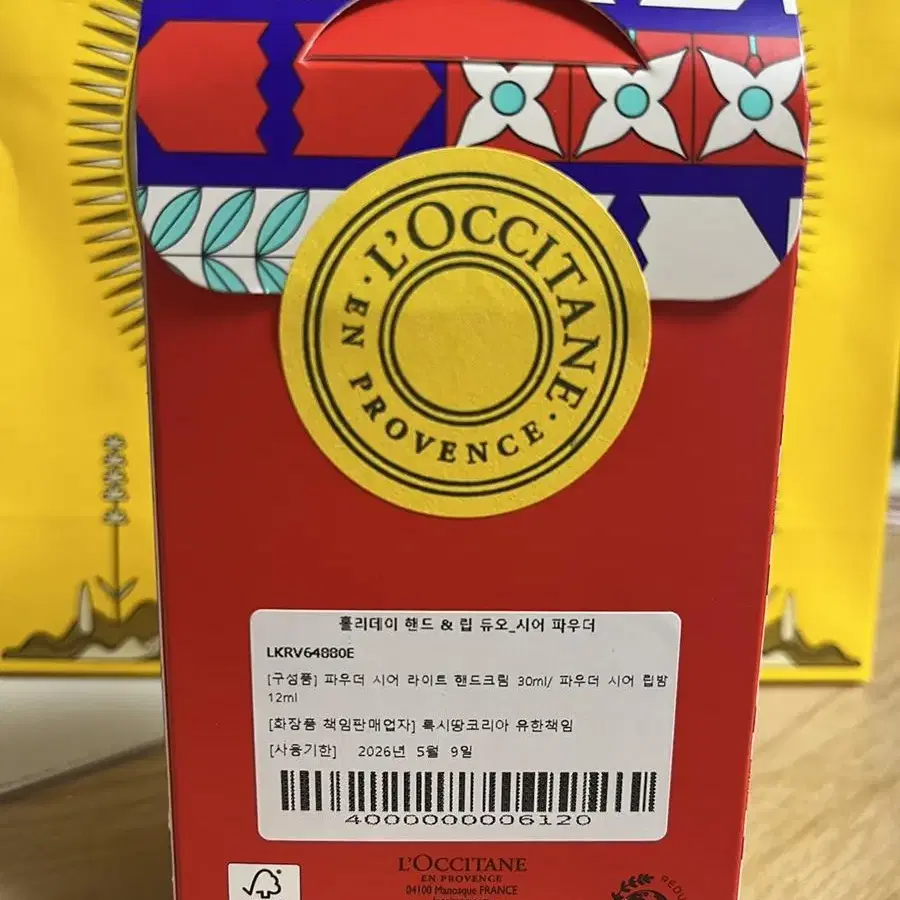 L'OCCITANE
EN PROVENCE
홀리데이 핸드 & 립 듀오_시어 파우더
LKRV64880E
[구성품] 파우더 시어 라이트 핸드크림 30ml/ 파우더 시어 립밤
12ml
[화장품 책임판매업자] 록시땅코리아 유한책임
[사용기한] 2026년 5월 9일
4000000006120
L'OCCITANE
EN PROVENCE
04100 Manosque FRANCE
REDU